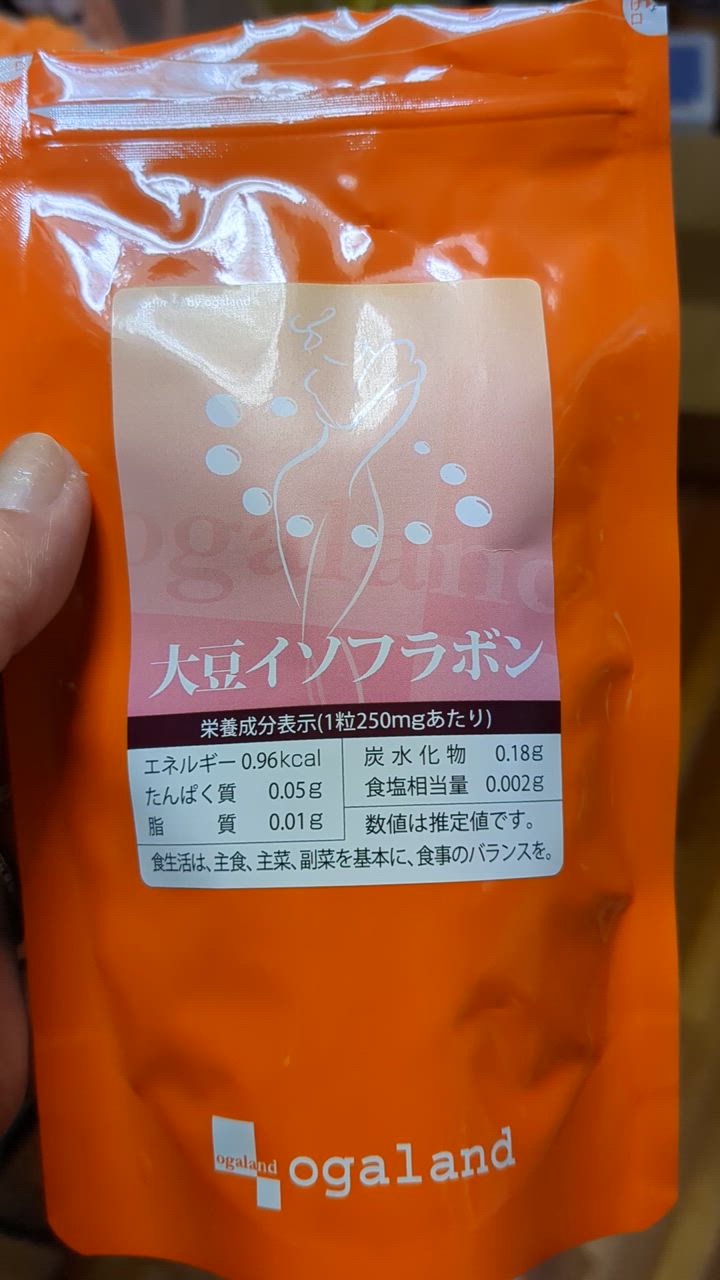 by ogaland
ogaland
大豆イソフラボン
栄養成分表示(1粒250mgあたり)
エネルギー 0.96kcal
たんぱく質 0.05g
脂 質 0.01g
炭水化物 0.18g
食塩相当量 0.002g
数値は推定値です。
食生活は、主食、主菜、副菜を基本に、食事のバランスを。
ogaland
ogaland